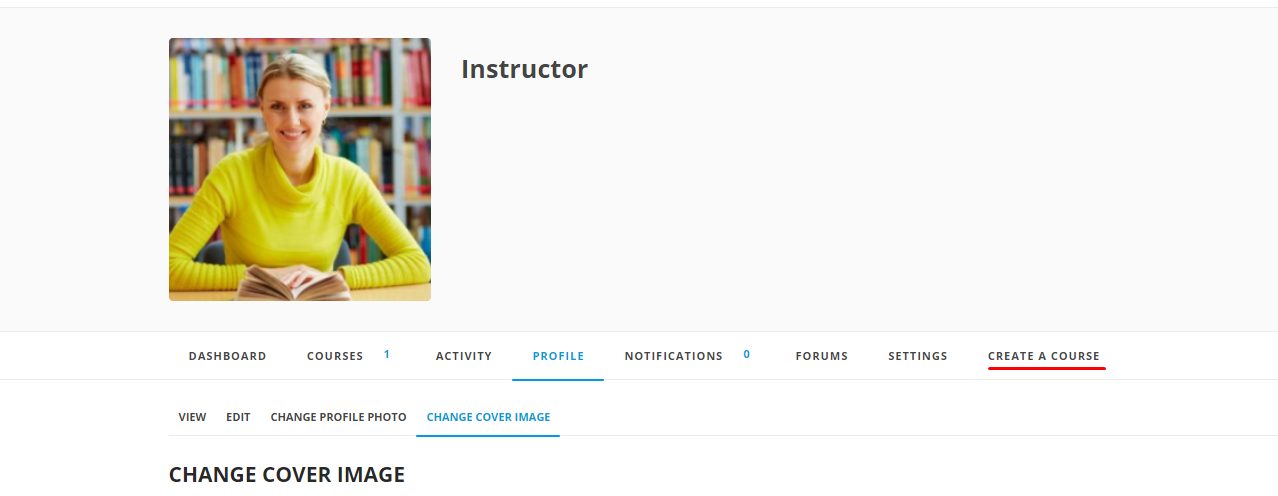 Instructor
DASHBOARD COURSES 1 ACTIVITY PROFILE NOTIFICATIONS 0 FORUMS SETTINGS CREATE A COURSE
VIEW EDIT CHANGE PROFILE PHOTO CHANGE COVER IMAGE
CHANGE COVER IMAGE